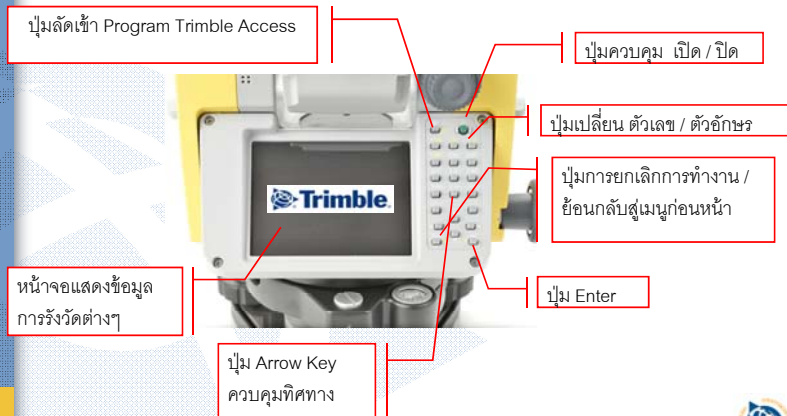 ปุ่มลัดเข้า Program Trimble Access
ปุ่มควบคุม เปิด / ปิด
ปุ่มเปลี่ยน ตัวเลข / ตัวอักษร
ปุ่มการยกเลิกการทำงาน /
ย้อนกลับสู่เมนูก่อนหน้า
Trimble
หน้าจอแสดงข้อมูล
การรังวัดต่างๆ
ปุ่ม Enter
ปุ่ม Arrow Key
ควบคุมทิศทาง